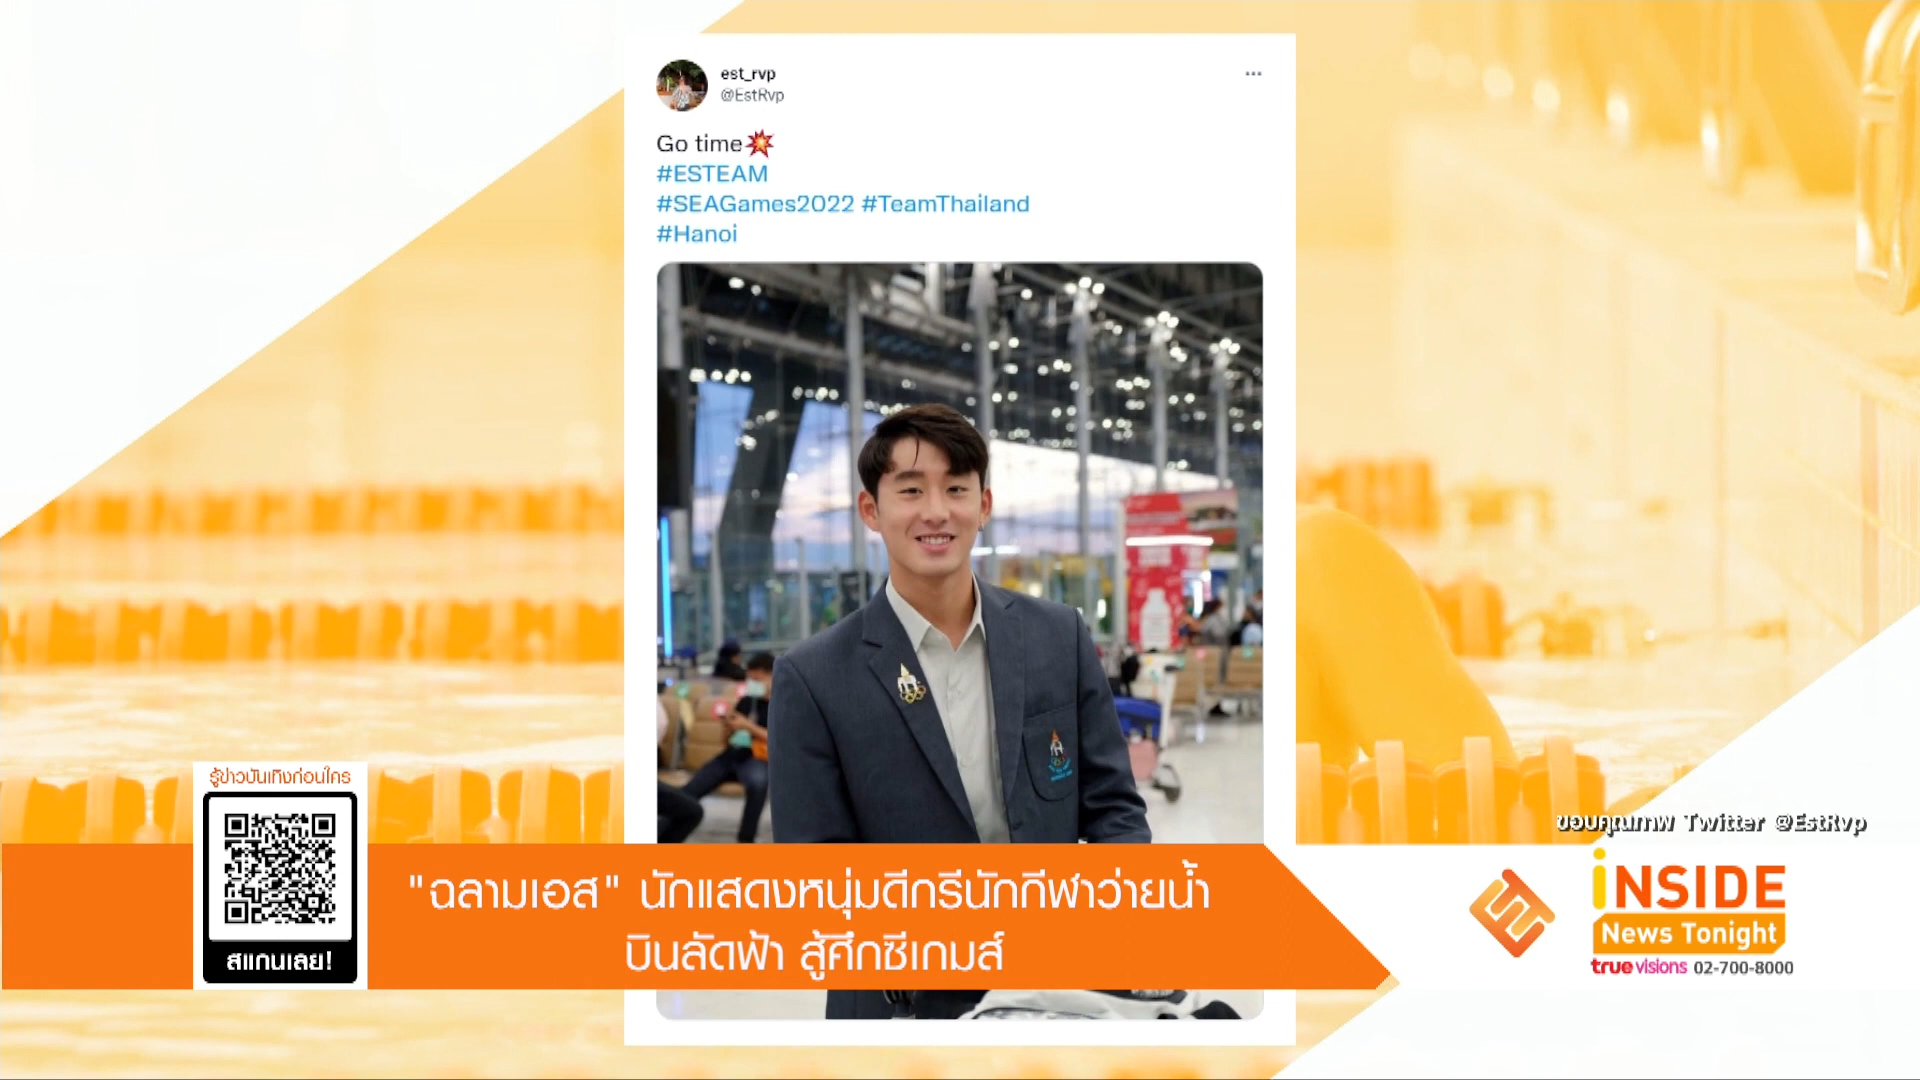 est_rvp
@EstRvp
Go time💥
#ESTEAM
#SEAGames2022 #TeamThailand
#Hanoi
รู้ข่าวบันเทิงก่อนใคร
สแกนเลย!
"ฉลามเอส" นักแสดงหนุ่มดีกรีนักกีฬาว่ายน้ำ
บินลัดฟ้า สู้ศึกซีเกมส์
ขอบคุณภาพ Twitter @EstRvp
iNSIDE
News Tonight
truevisions 02-700-8000